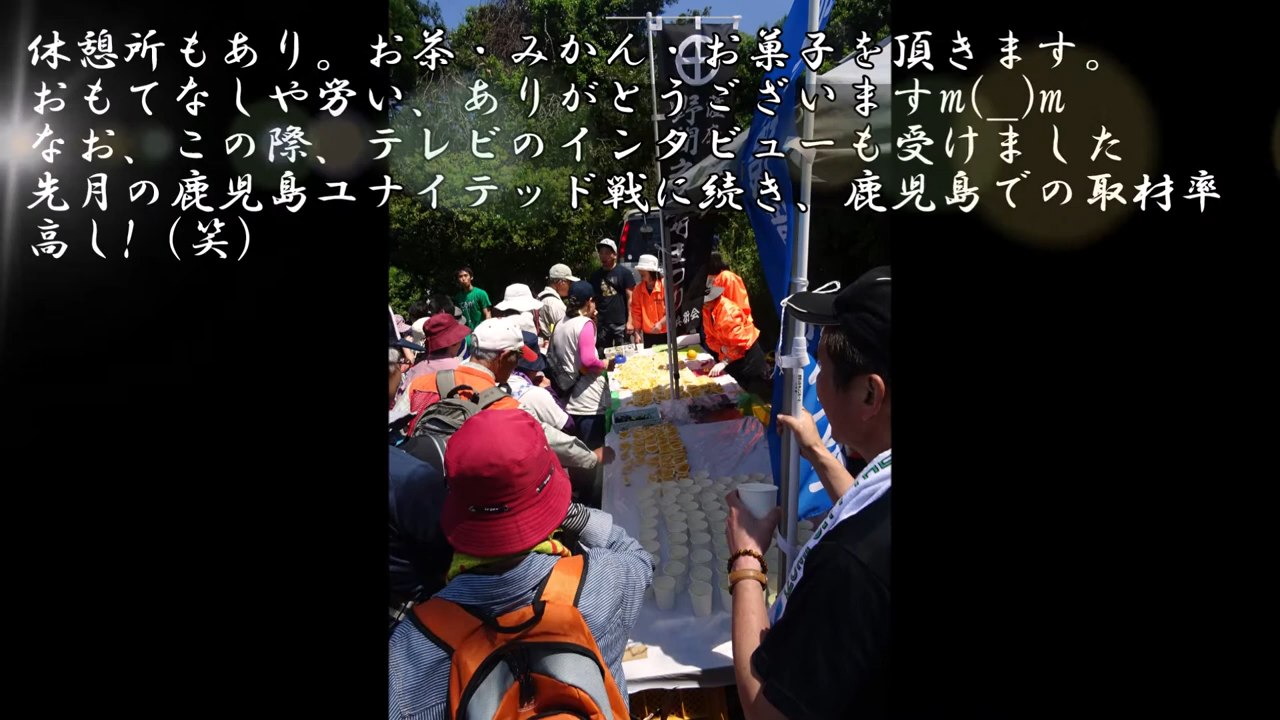 休憩所もあり。お茶・みかん・お菓子を頂きます。
おもてなしや労い、ありがとうございますm(_)m
なお、この際、テレビのインタビューも受けました
先月の鹿児島ユナイテッド戦に続き、鹿児島での取材率
高し!(笑)